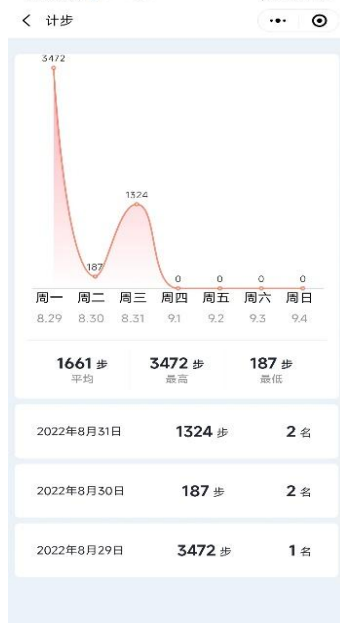 计步
3472
1324
187
0 0 0 0
周一 周二 周三 周四 周五 周六 周日
8.29 8.30 8.31 9.1 9.2 9.3 9.4
1661 步 3472 步 187 步
平均 最高 最低
2022年8月31日 1324 步 2 名
2022年8月30日 187 步 2 名
2022年8月29日 3472 步 1 名